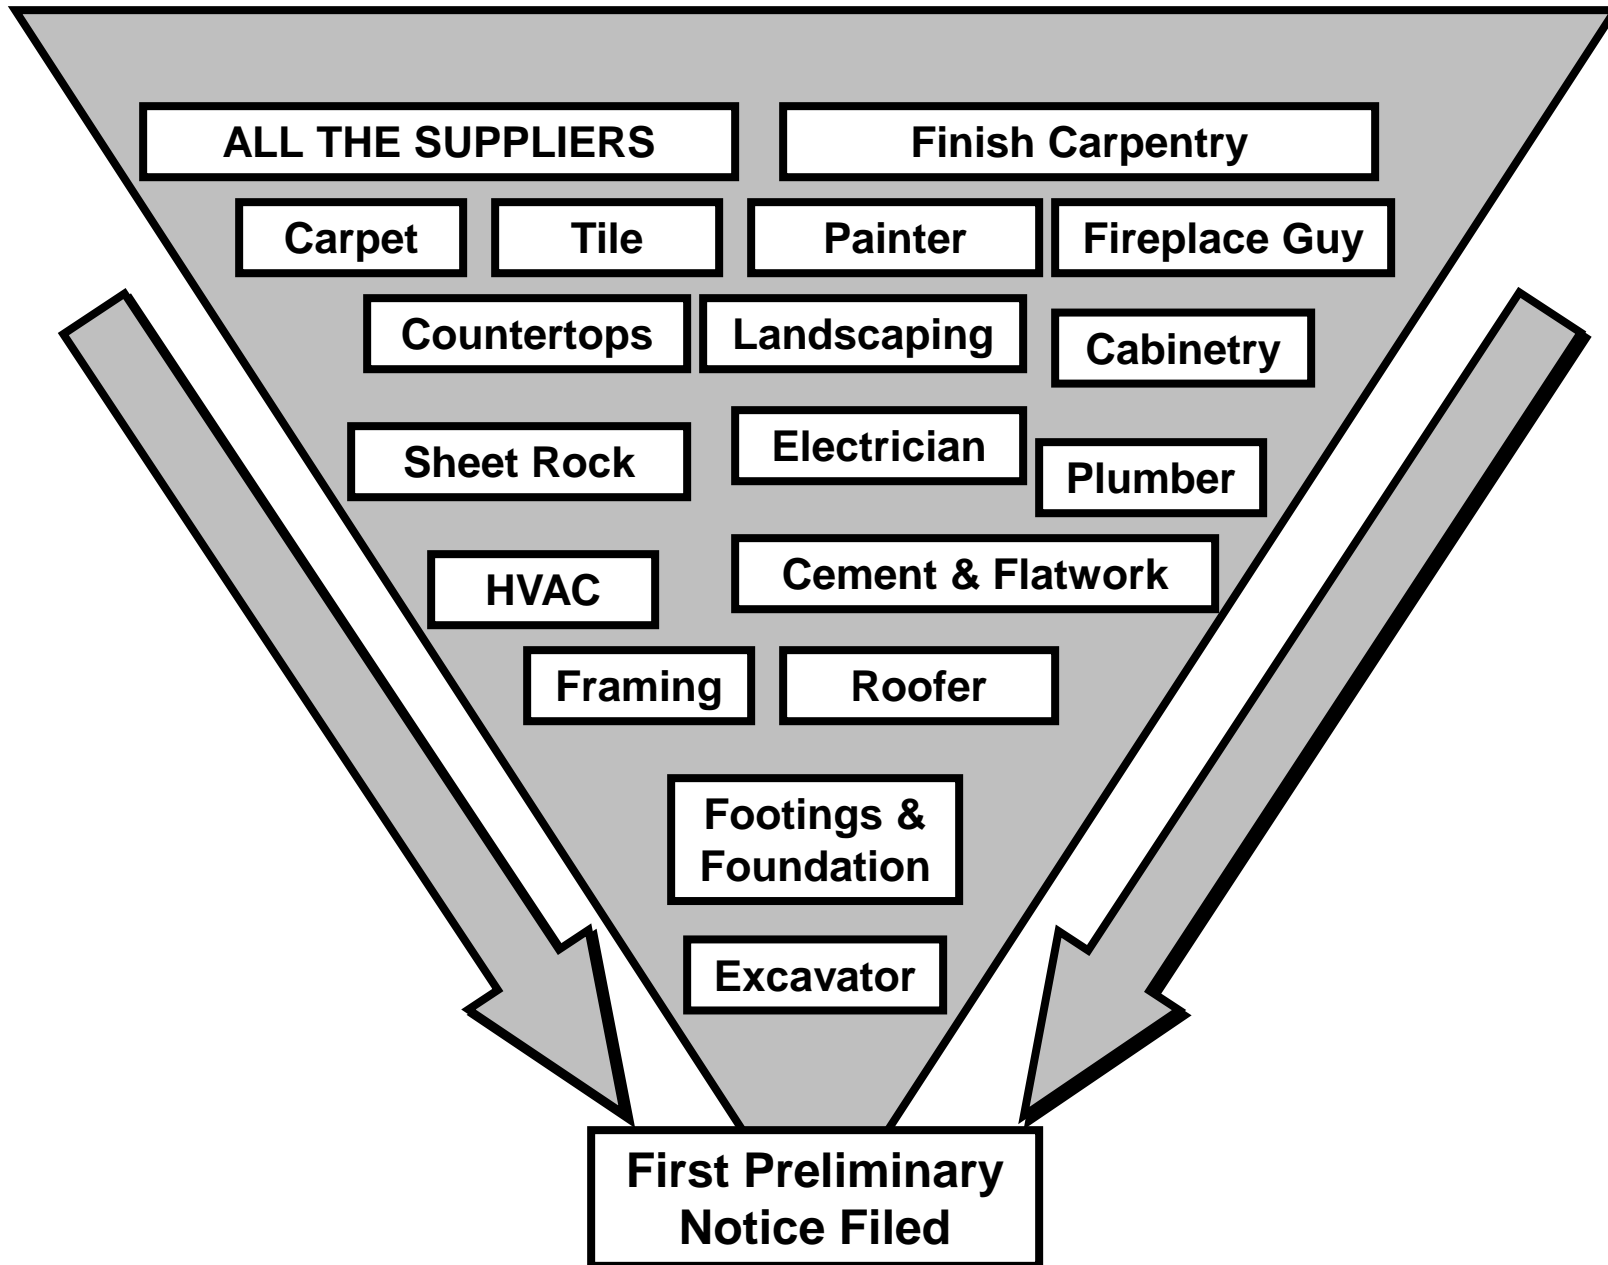 ALL THE SUPPLIERS
Finish Carpentry
Carpet
Tile
Painter
Fireplace Guy
Countertops
Landscaping
Cabinetry
Sheet Rock
Electrician
Plumber
HVAC
Cement & Flatwork
Framing
Roofer
Footings &
Foundation
Excavator
First Preliminary
Notice Filed